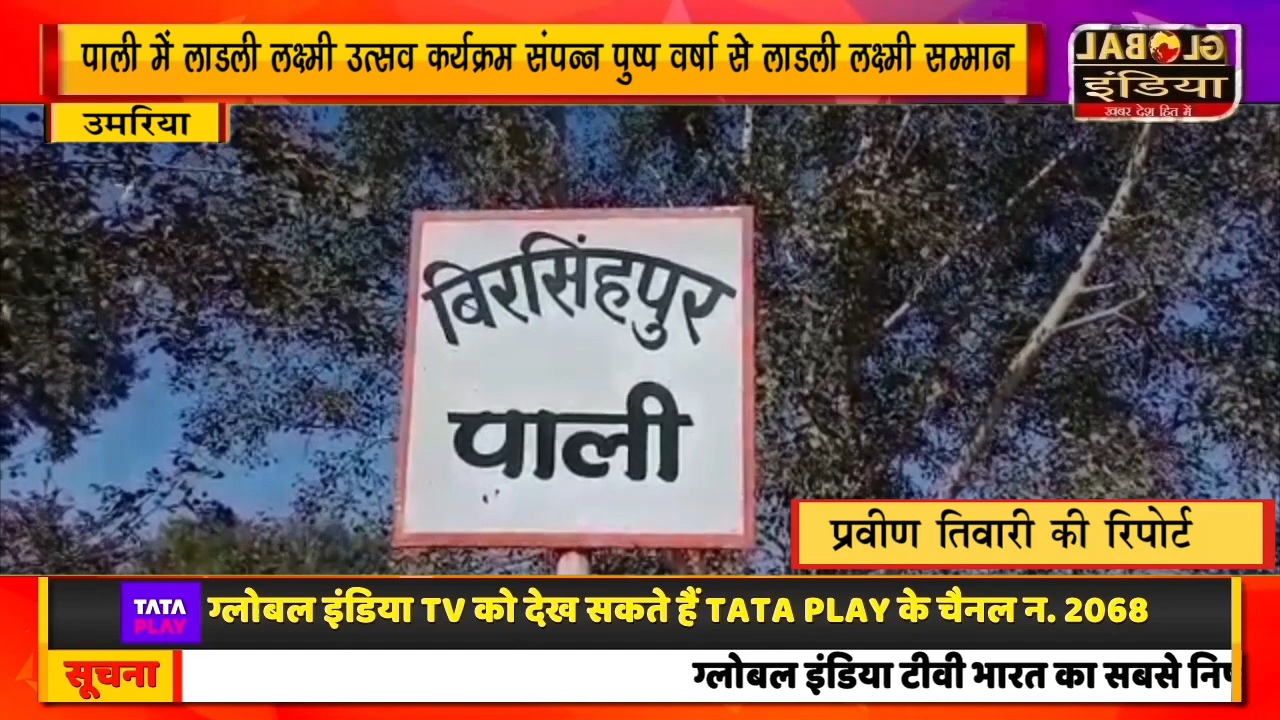 पाली में लाडली लक्ष्मी उत्सव कर्यक्रम संपन्न पुष्प वर्षा से लाडली लक्ष्मी सम्मान
GLOBAL
इंडिया
खबर देश हित में
उमरिया
बिरसिंहपुर
पाली
प्रवीण तिवारी की रिपोर्ट
TATA
PLAY
ग्लोबल इंडिया TV को देख सकते हैं TATA PLAY के चैनल न. 2068
सूचना
ग्लोबल इंडिया टीवी भारत का सबसे